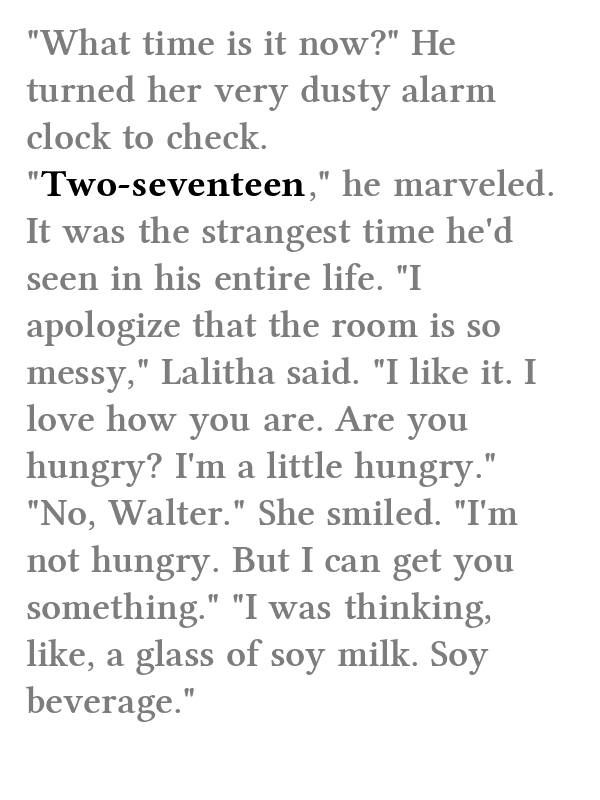 "What time is it now?" He
turned her very dusty alarm
clock to check.
"Two-seventeen," he marveled.
It was the strangest time he'd
seen in his entire life. "I
apologize that the room is so
messy," Lalitha said. "I like it. I
love how you are. Are you
hungry? I'm a little hungry."
"No, Walter." She smiled. "I'm
not hungry. But I can get you
something." "I was thinking,
like, a glass of soy milk. Soy
beverage."